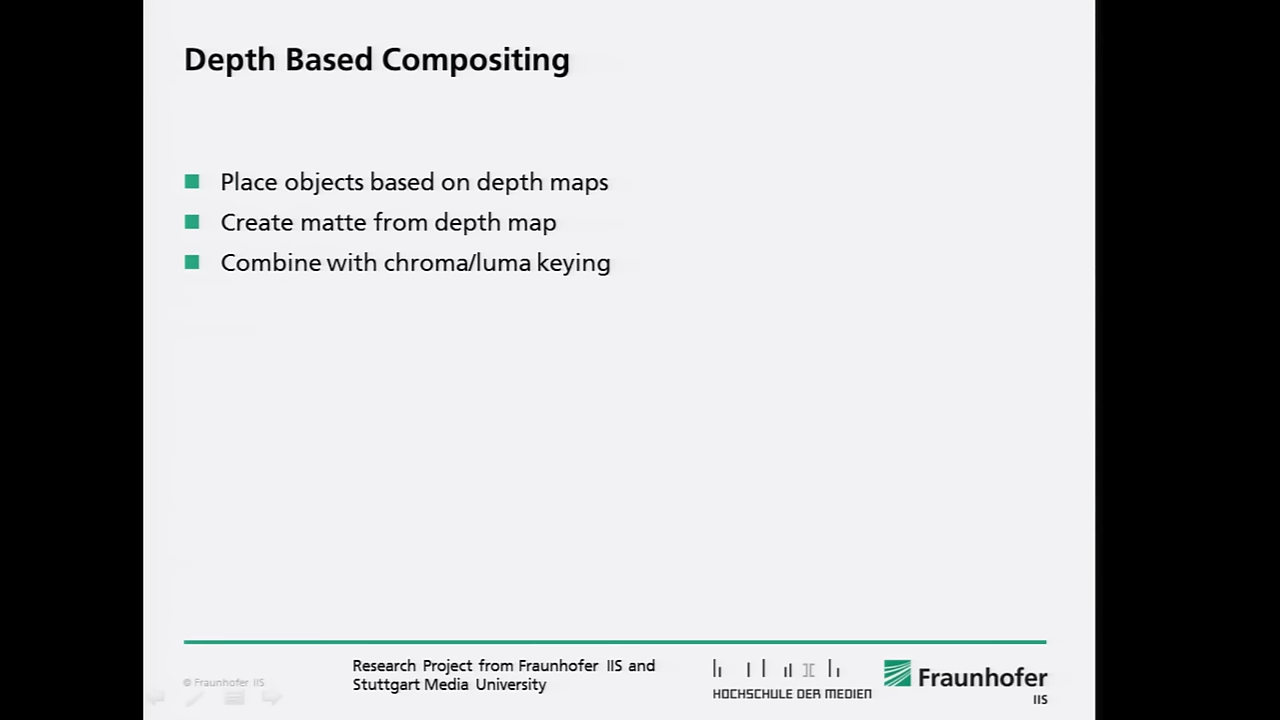 Depth Based Compositing
Place objects based on depth maps
Create matte from depth map
Combine with chroma/luma keying
© Fraunhofer IIS
Research Project from Fraunhofer IIS and
Stuttgart Media University
HOCHSCHULE DER MEDIEN
Fraunhofer
IIS